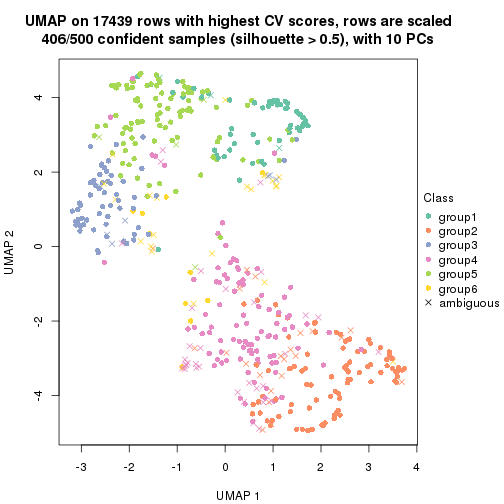 UMAP on 17439 rows with highest CV scores, rows are scaled
406/500 confident samples (silhouette > 0.5), with 10 PCs
4
2
0
-2
-4
UMAP 2
-3
-2
-1
0
1
2
3
4
UMAP 1
Class
group1
group2
group3
group4
group5
group6
ambiguous